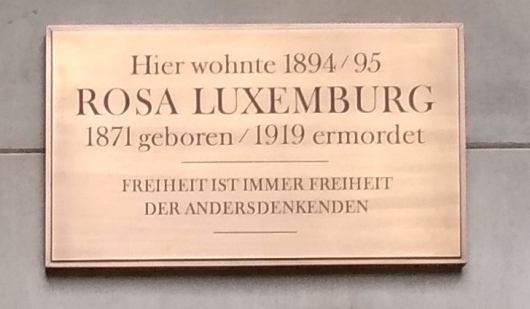 Hier wohnte 1894/95
ROSA LUXEMBURG
1871 geboren/1919 ermordet
FREIHEIT IST IMMER FREIHEIT
DER ANDERSDENKENDEN